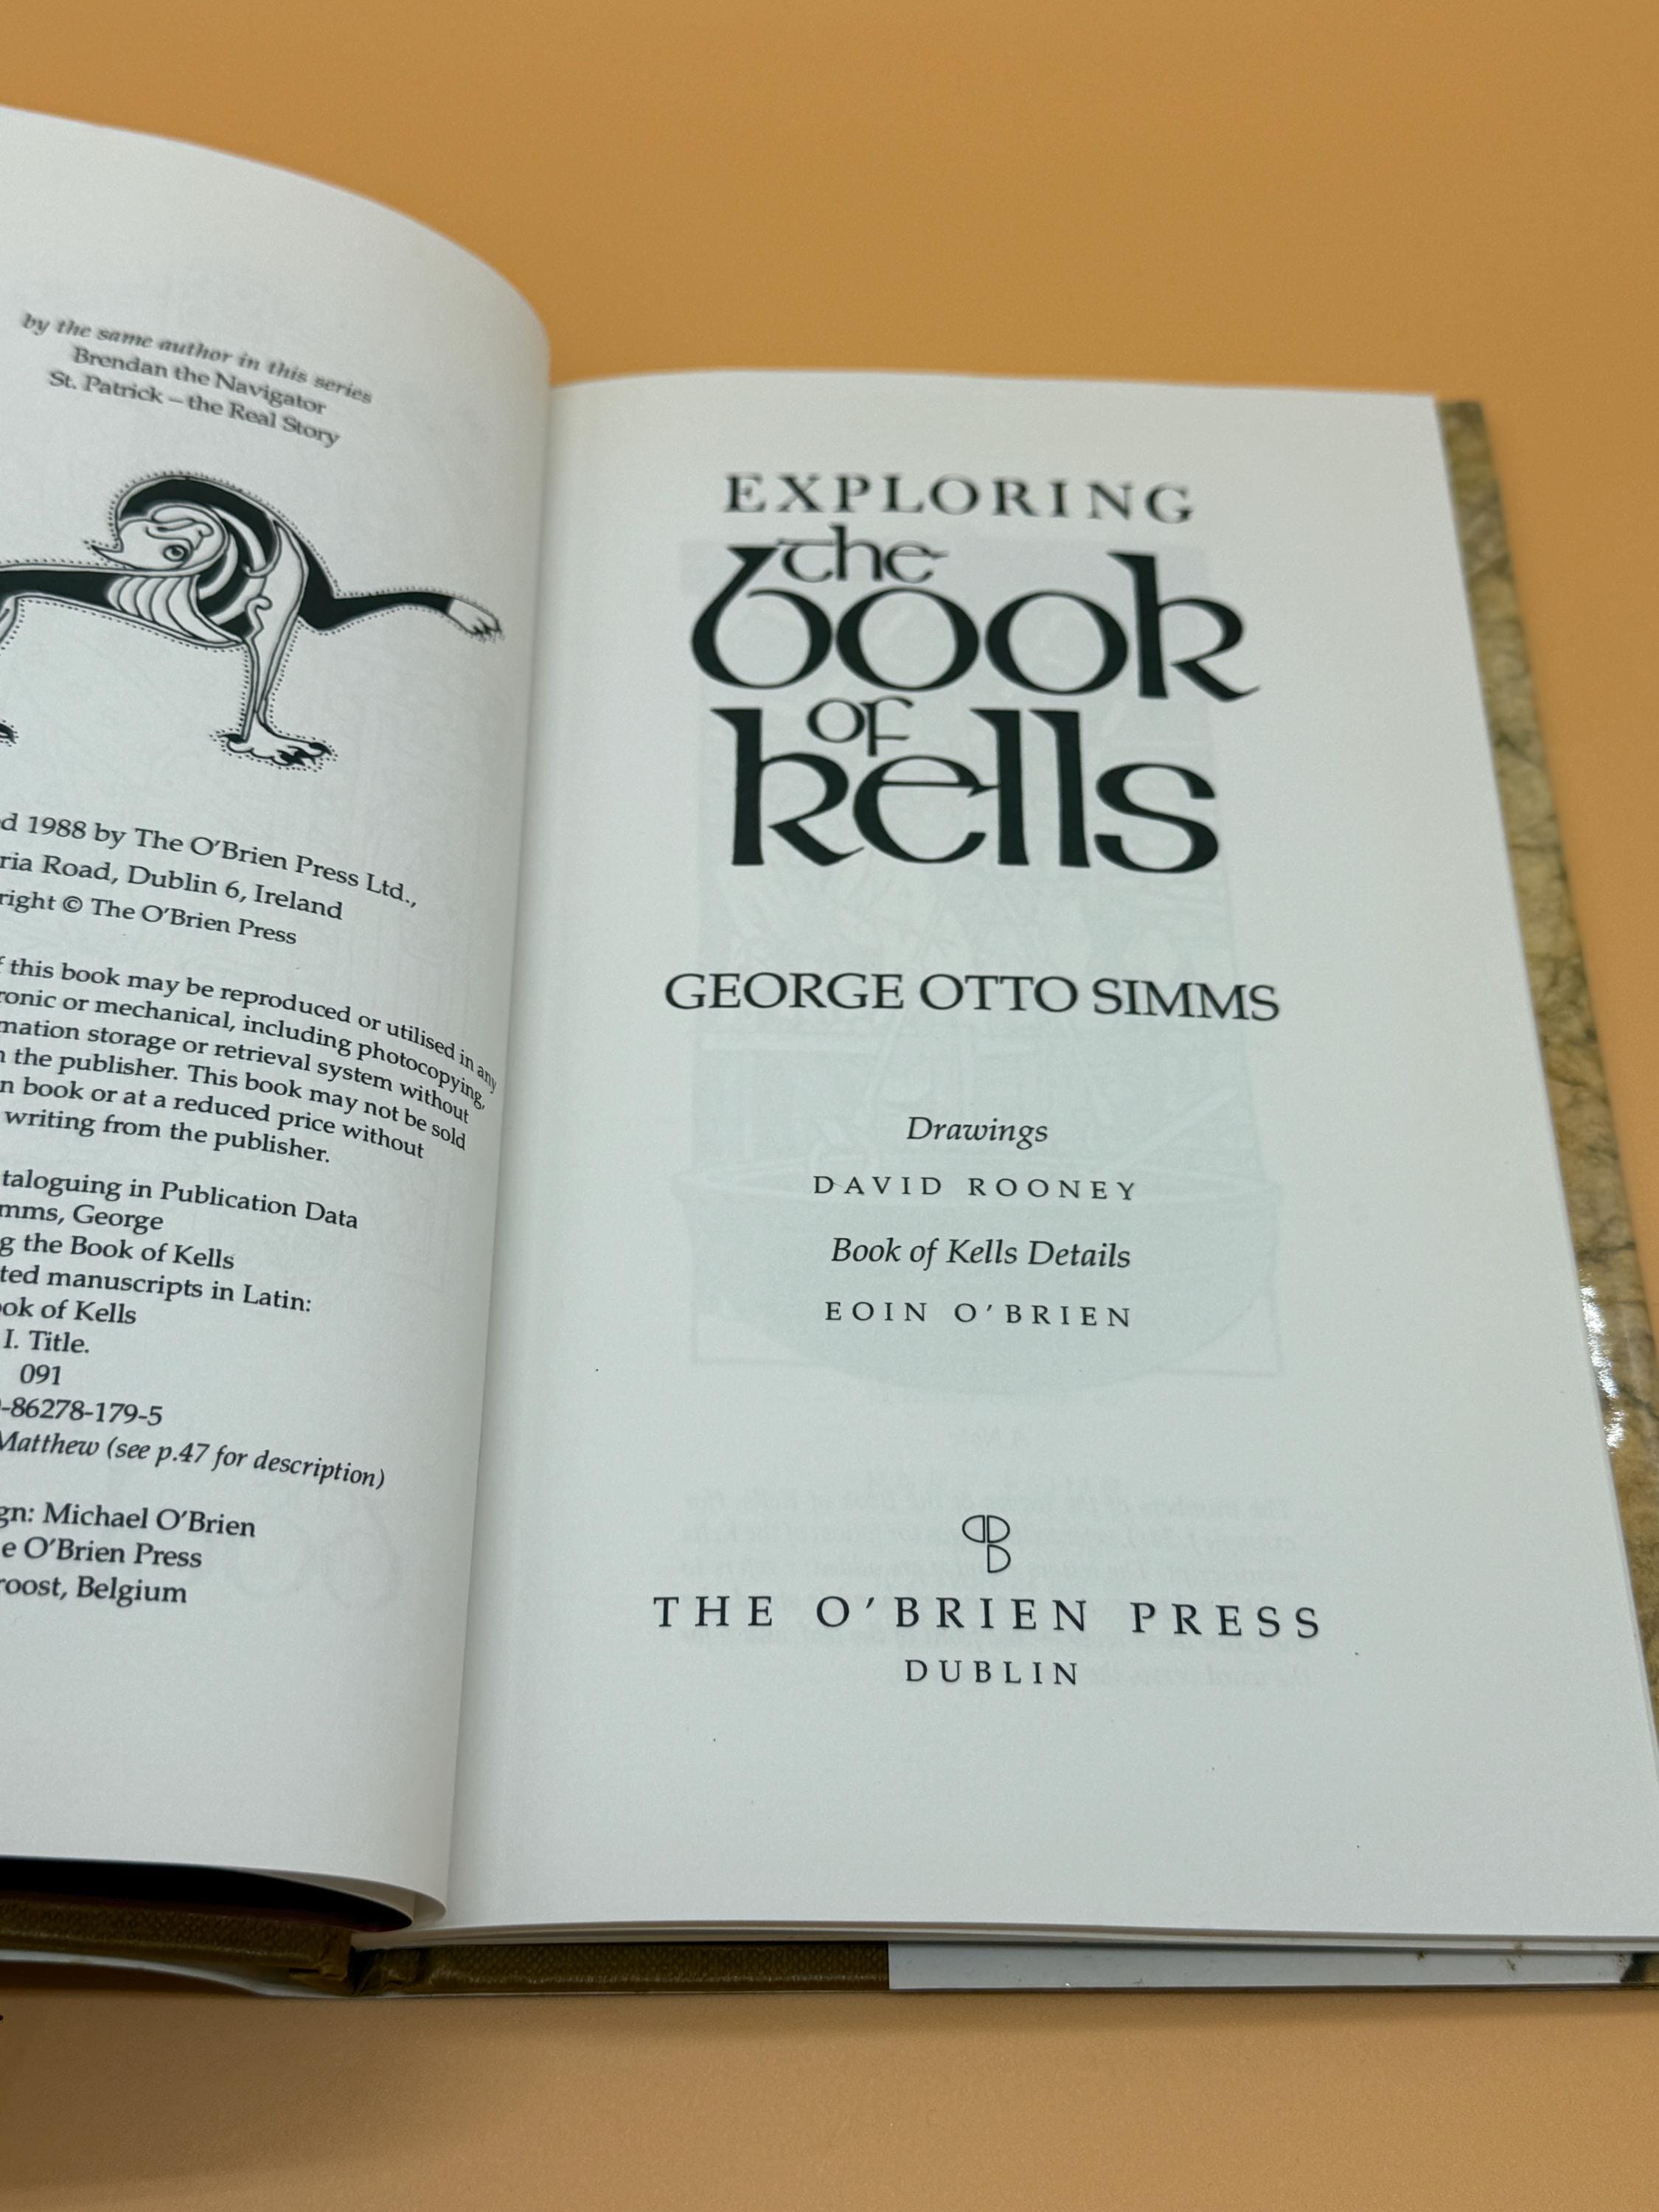 by the same author in this series
Brendan the Navigator
St. Patrick – the Real Story
d 1988 by The O'Brien Press Ltd.,
ria Road, Dublin 6, Ireland
right © The O'Brien Press
f this book may be reproduced or utilised in any
ronic or mechanical, including photocopying,
mation storage or retrieval system without
n the publisher. This book may not be sold
n book or at a reduced price without
writing from the publisher.
taloguing in Publication Data
mms, George
g the Book of Kells
ted manuscripts in Latin:
ook of Kells
I. Title.
091
-86278-179-5
Matthew (see p.47 for description)
gn: Michael O'Brien
e O'Brien Press
roost, Belgium
EXPLORING
the
book
of
kells
GEORGE OTTO SIMMS
Drawings
DAVID ROONEY
Book of Kells Details
EOIN O'BRIEN
THE O'BRIEN PRESS
DUBLIN